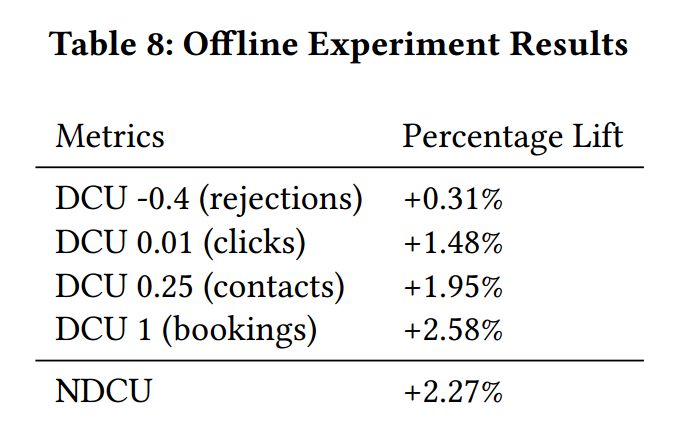 Table 8: Offline Experiment Results
Metrics Percentage Lift
DCU -0.4 (rejections) +0.31%
DCU 0.01 (clicks) +1.48%
DCU 0.25 (contacts) +1.95%
DCU 1 (bookings) +2.58%
NDCU +2.27%